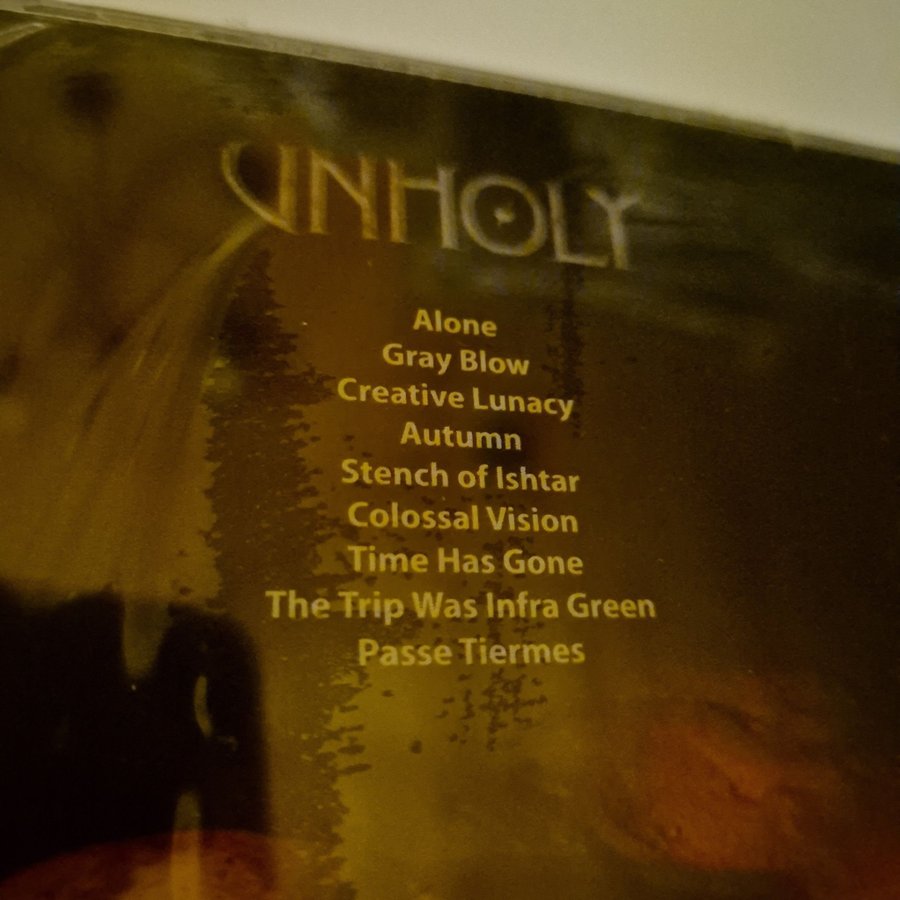 UNHOLY
Alone
Gray Blow
Creative Lunacy
Autumn
Stench of Ishtar
Colossal Vision
Time Has Gone
The Trip Was Infra Green
Passe Tiermes